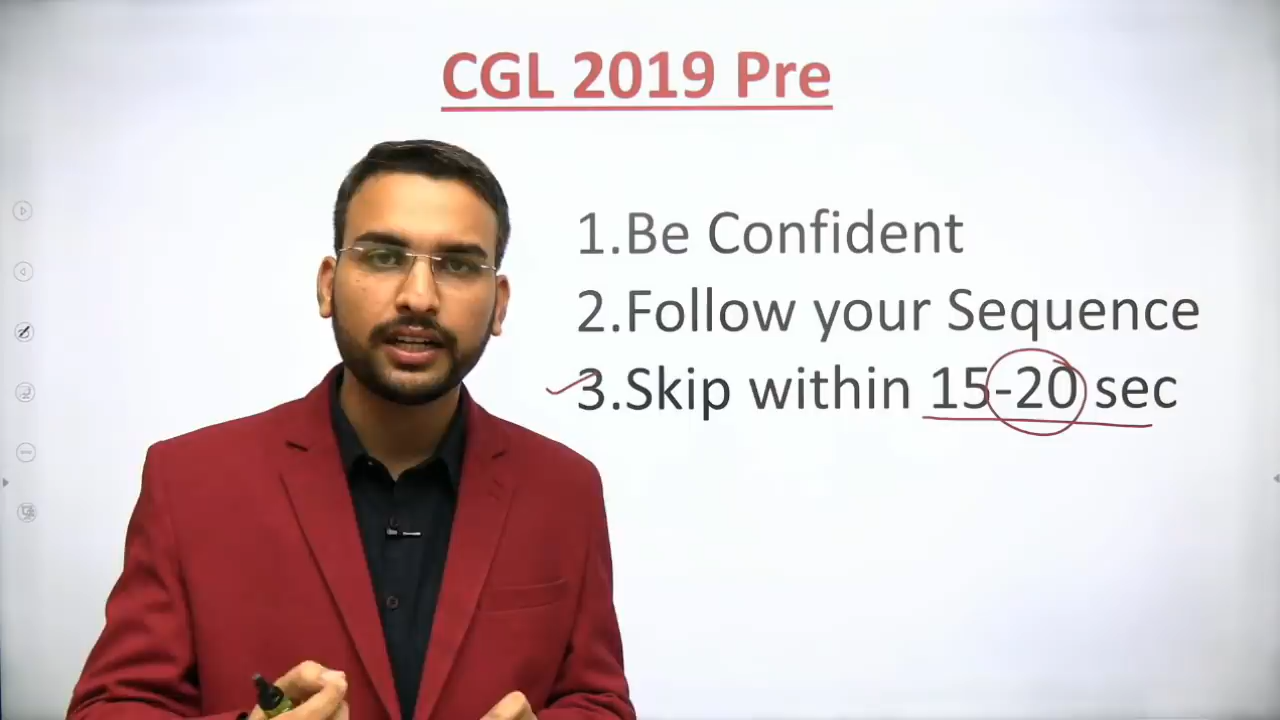 CGL 2019 Pre
1.Be Confident
2.Follow your Sequence
3.Skip within 15-20 sec